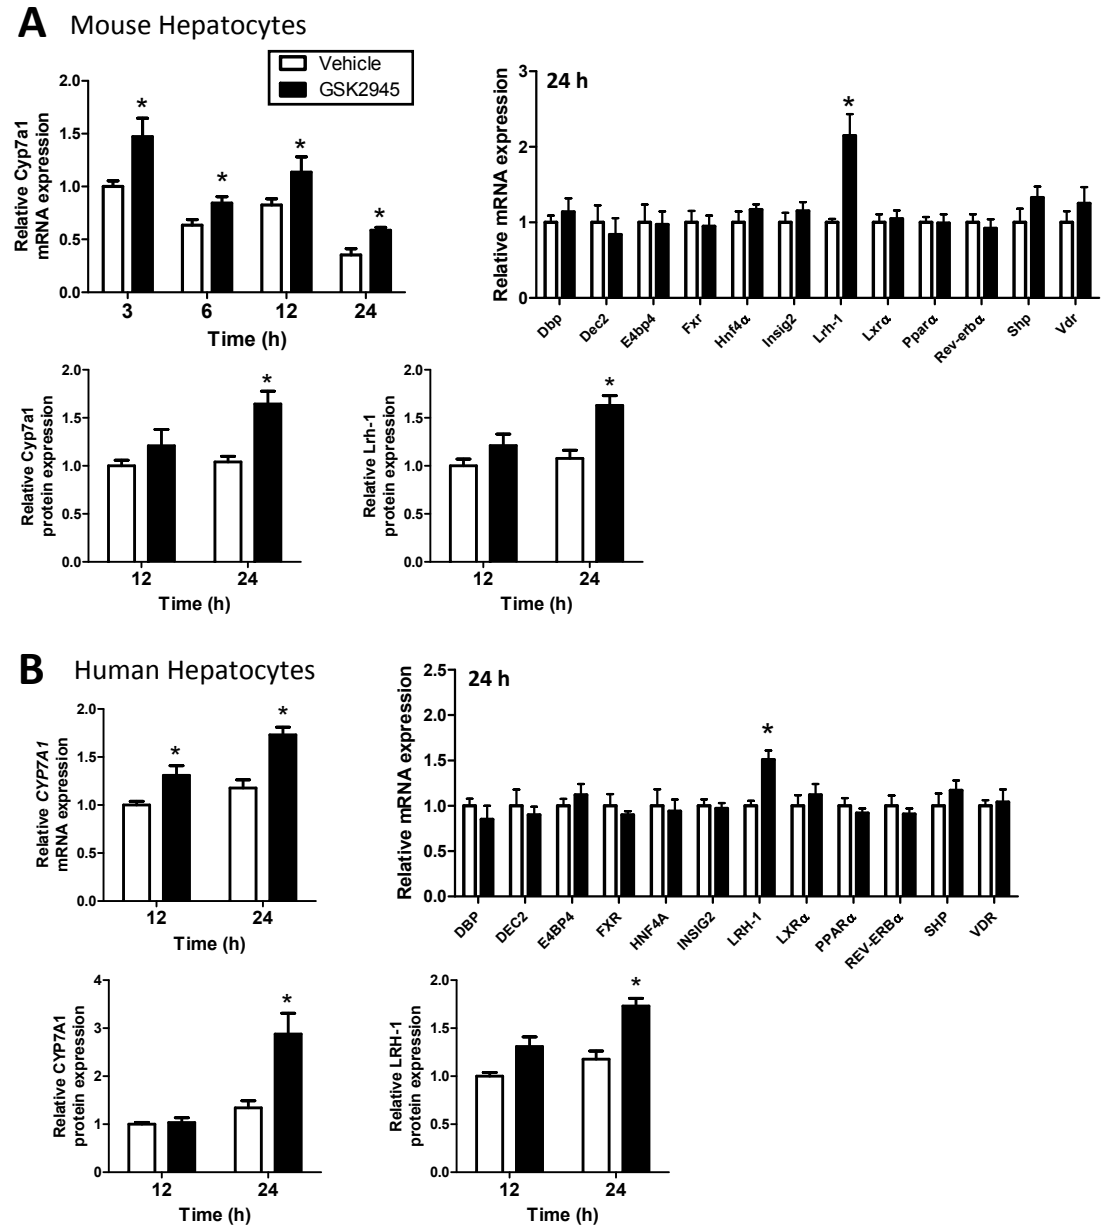 A Mouse Hepatocytes
Vehicle
GSK2945
Relative Cyp7a1
mRNA expression
2.0
1.5
1.0
0.5
0.0
3 6 12 24
Time (h)
24 h
Relative mRNA expression
3
2
1
0
*
*
*
*
*
Dbp Dec2 E4bp4 Fxr Hnf4α Insig2 Lrh-1 Lxrα Pparα Rev-erbα Shp Vdr
Relative Cyp7a1
protein expression
2.0
1.5
1.0
0.5
0.0
*
12 24
Time (h)
Relative Lrh-1
protein expression
2.0
1.5
1.0
0.5
0.0
*
12 24
Time (h)
B Human Hepatocytes
Relative CYP7A1
mRNA expression
2.0
1.5
1.0
0.5
0.0
*
*
12 24
Time (h)
24 h
Relative mRNA expression
2.5
2.0
1.5
1.0
0.5
0.0
*
DBP DEC2 E4BP4 FXR HNF4A INSIG2 LRH-1 LXRα PPARα REV-ERBα SHP VDR
Relative CYP7A1
protein expression
4
3
2
1
0
*
12 24
Time (h)
Relative LRH-1
protein expression
2.0
1.5
1.0
0.5
0.0
*
12 24
Time (h)